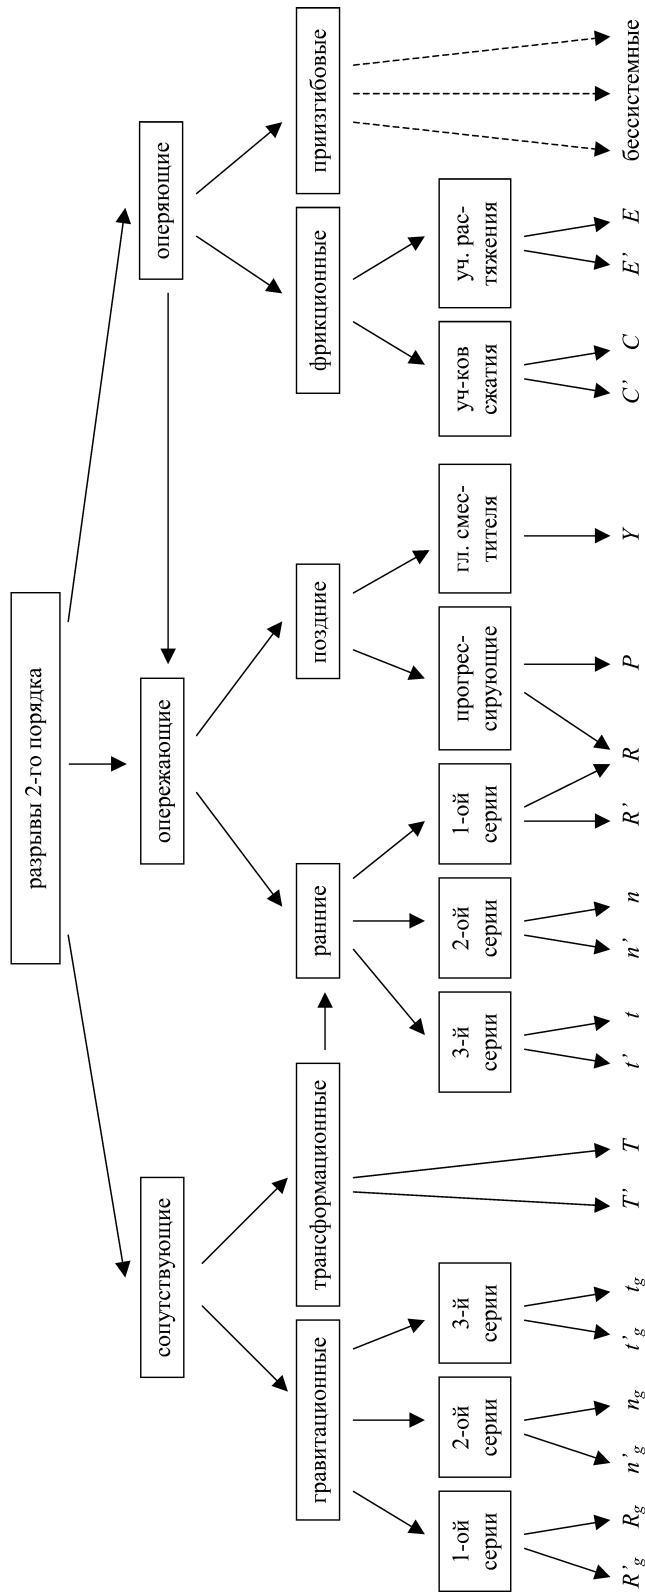 разрывы 2-го порядка
сопутствующие
опережающие
оперяющие
гравитационные
трансформационные
ранние
поздние
фрикционные
приизгибовые
1-ой
серии
2-ой
серии
3-й
серии
3-й
серии
2-ой
серии
1-ой
серии
прогрес-
сирующие
гл. смес-
тителя
уч-ков
сжатия
уч. рас-
тяжения
R'g Rg n'g ng t'g tg T' T t' t n' n R' R P Y C' C E' E бессистемные